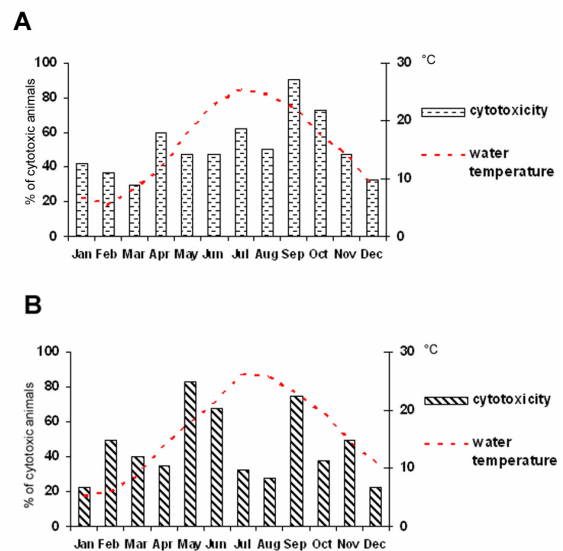 A
°C
100
80
60
40
20
0
% of cytotoxic animals
30
20
10
0
cytotoxicity
water
temperature
Jan Feb Mar Apr May Jun Jul Aug Sep Oct Nov Dec
B
°C
100
80
60
40
20
0
% of cytotoxic animals
30
20
10
0
cytotoxicity
water
temperature
Jan Feb Mar Apr May Jun Jul Aug Sep Oct Nov Dec